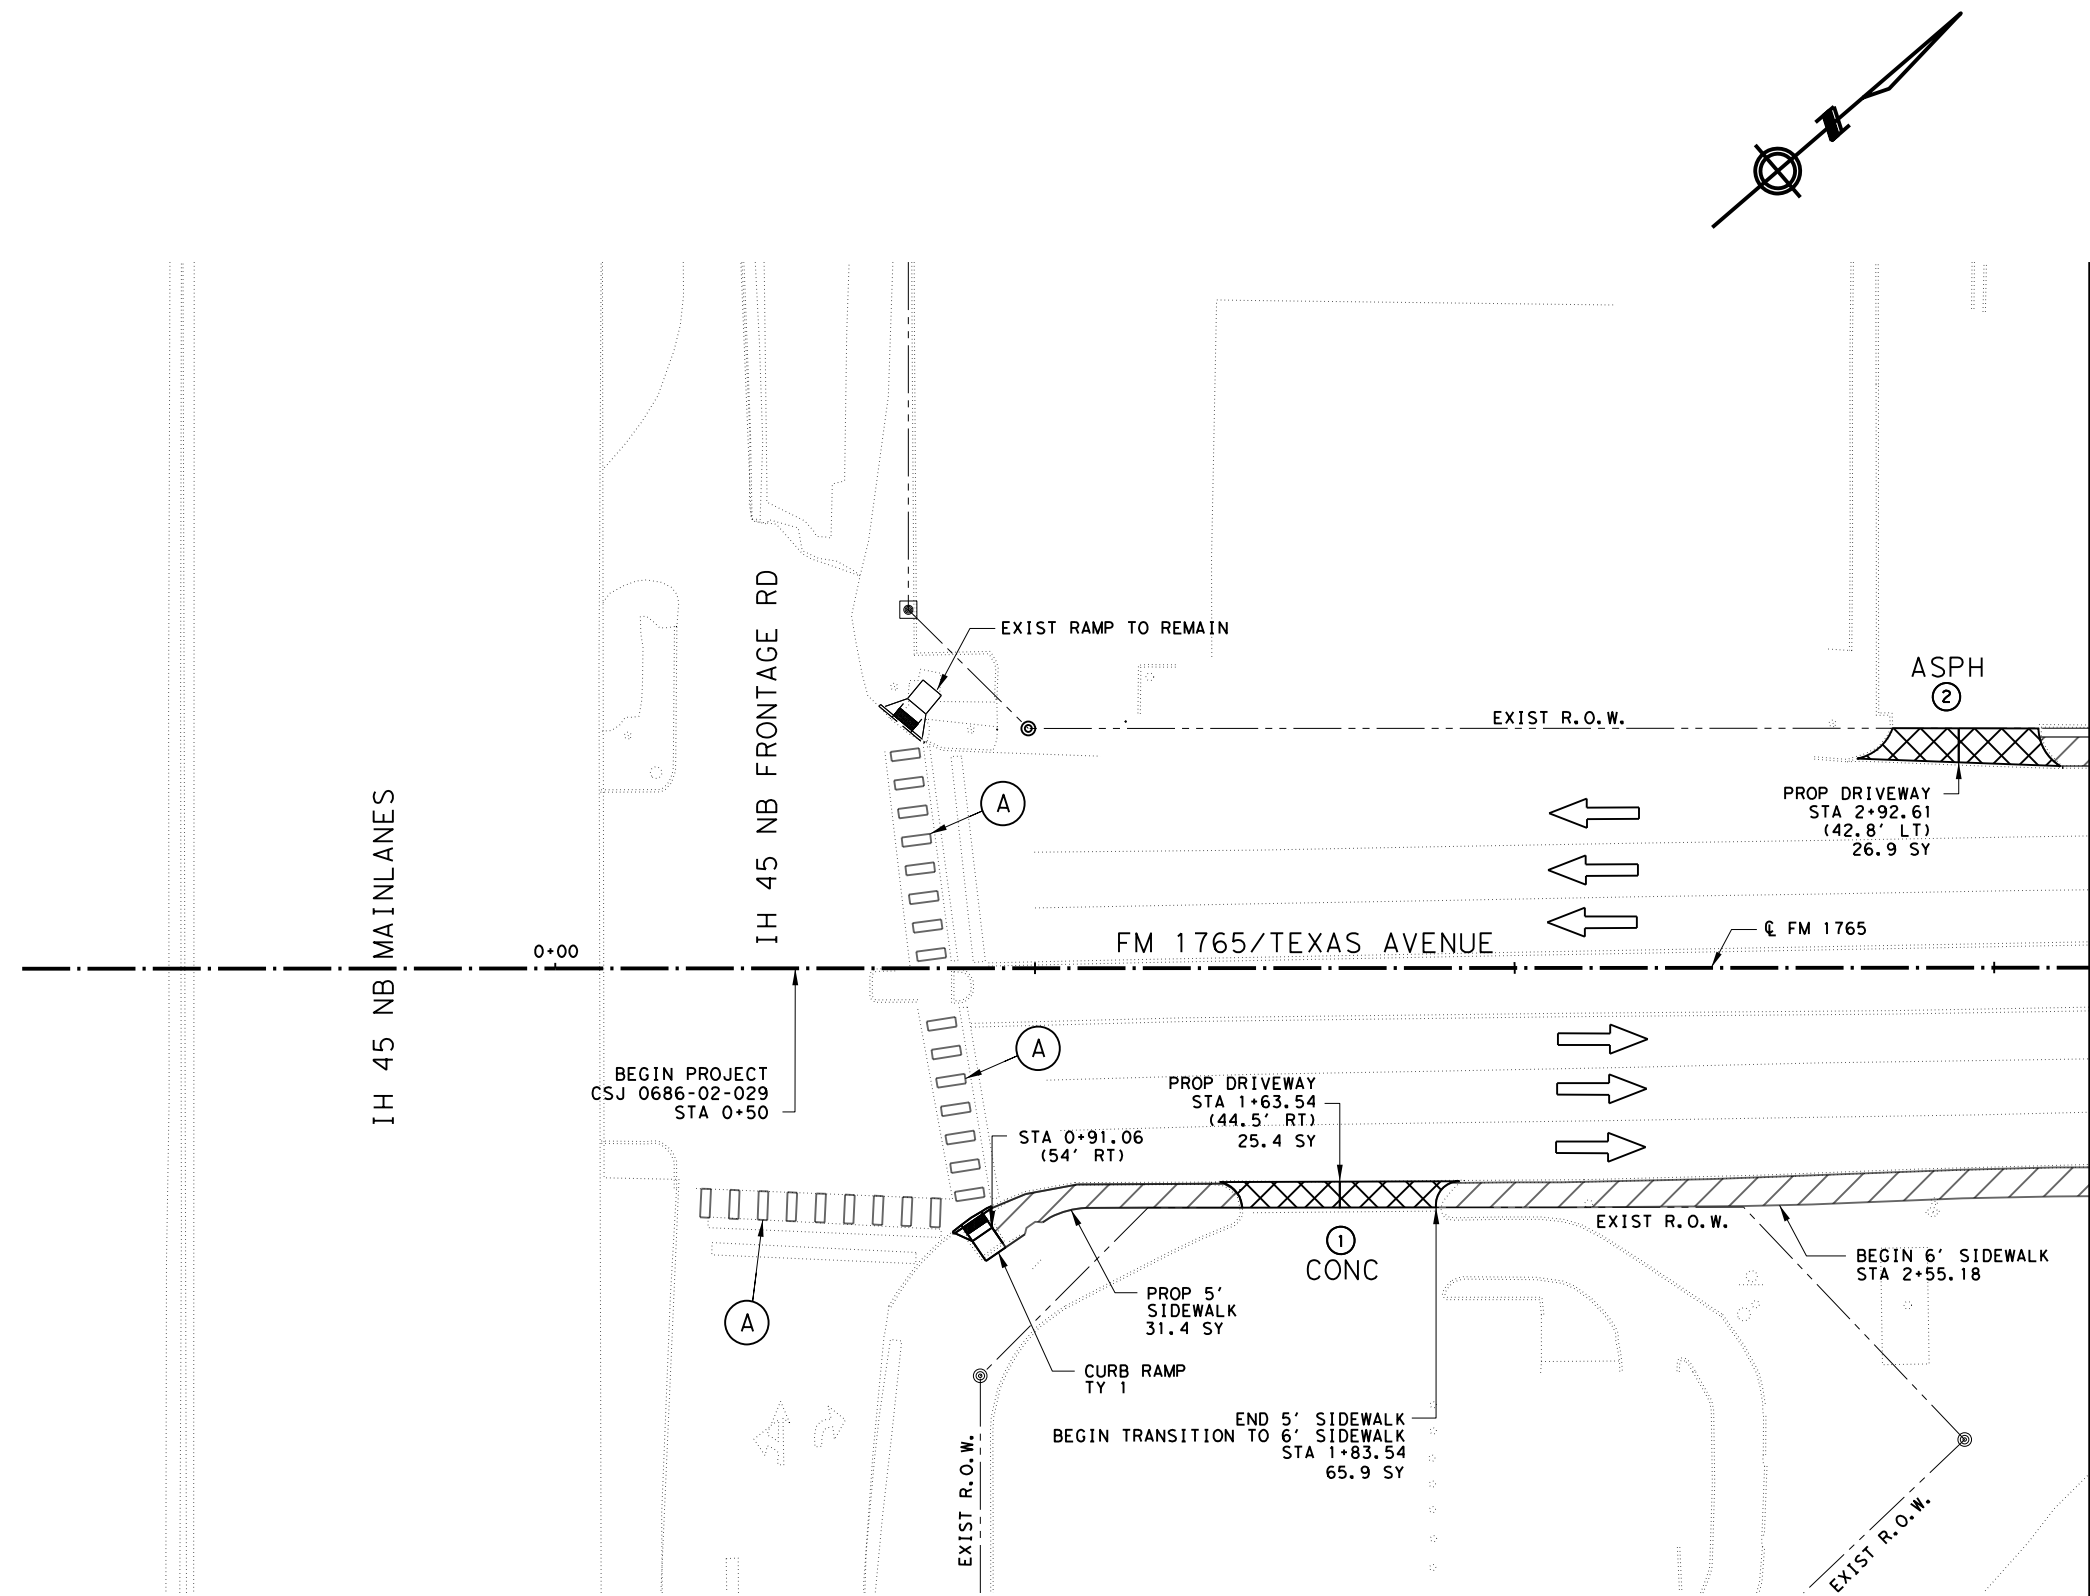 N
EXIST RAMP TO REMAIN
ASPH
2
EXIST R.O.W.
PROP DRIVEWAY
STA 2+92.61
(42.8' LT)
26.9 SY
A
IH 45 NB FRONTAGE RD
IH 45 NB MAINLANES
0+00
FM 1765/TEXAS AVENUE
℄ FM 1765
A
BEGIN PROJECT
CSJ 0686-02-029
STA 0+50
PROP DRIVEWAY
STA 1+63.54
(44.5' RT)
25.4 SY
STA 0+91.06
(54' RT)
EXIST R.O.W.
1
CONC
BEGIN 6' SIDEWALK
STA 2+55.18
PROP 5'
SIDEWALK
31.4 SY
A
CURB RAMP
TY 1
END 5' SIDEWALK
BEGIN TRANSITION TO 6' SIDEWALK
STA 1+83.54
65.9 SY
EXIST R.O.W.
EXIST R.O.W.